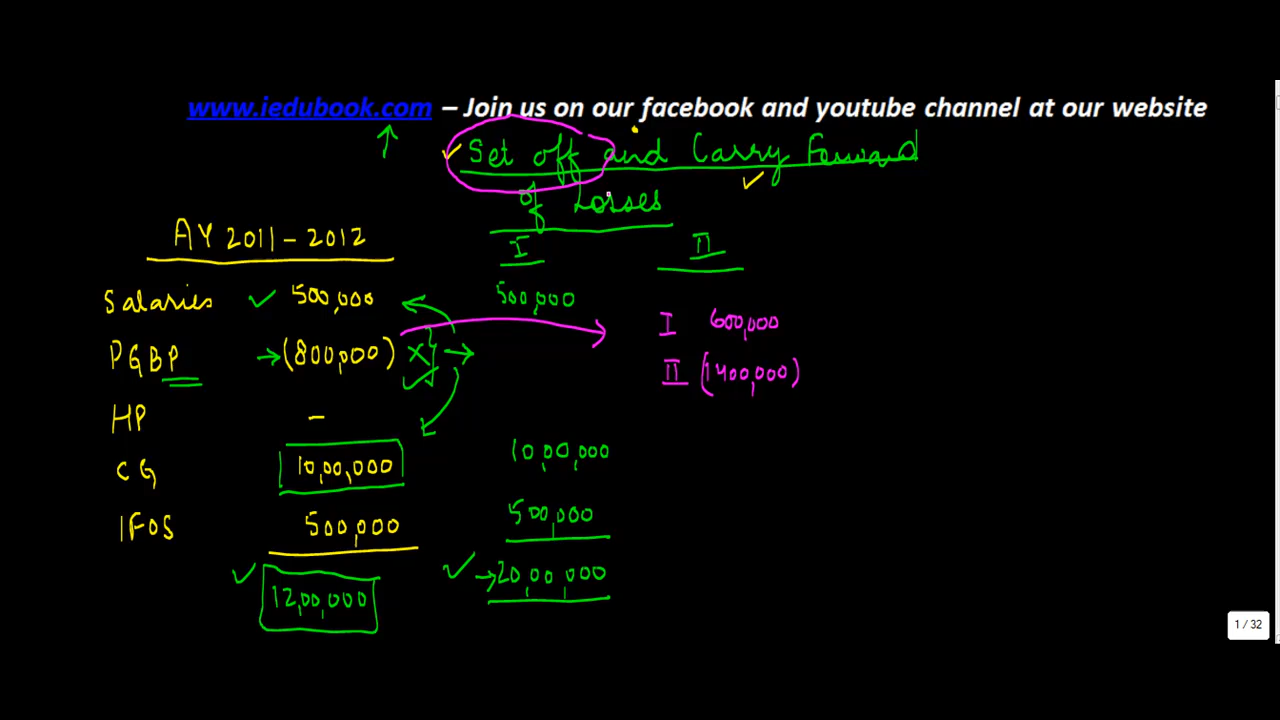 www.iedubook.com – Join us on our facebook and youtube channel at our website
Set off and Carry Forward
of Losses
AY 2011-2012 I II
Salaries 500,000 500,000
I 600,000
PGBP (800,000)
II (1400,000)
HP -
CG 10,00,000 10,00,000
IFOS 500,000 500,000
12,00,000 20,00,000
1 / 32